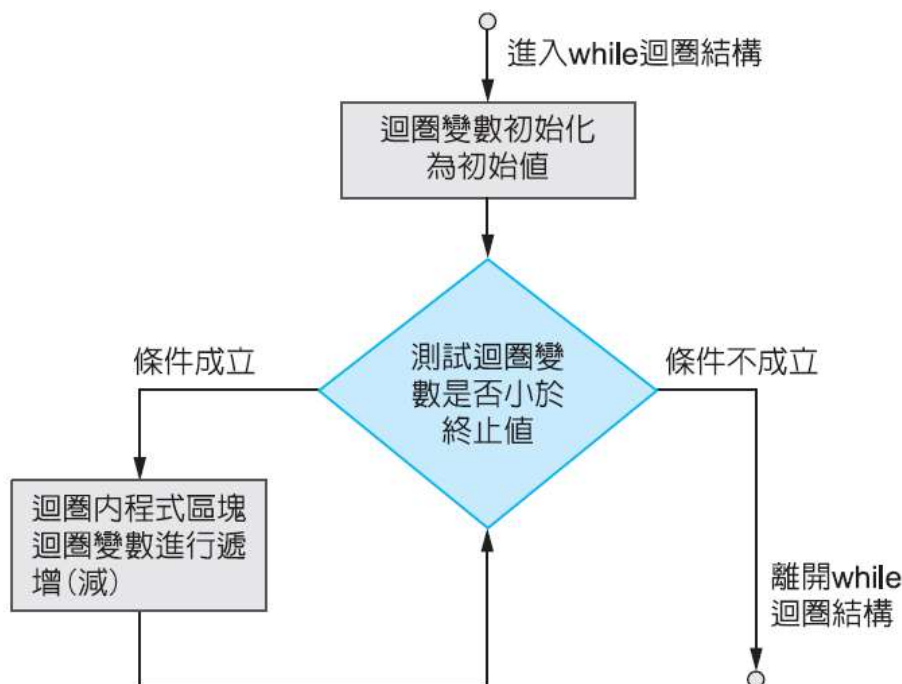 進入while迴圈結構
迴圈變數初始化
為初始值
測試迴圈變
數是否小於
終止值
條件成立
條件不成立
迴圈内程式區塊
迴圈變數進行遞
增(減)
離開while
迴圈結構